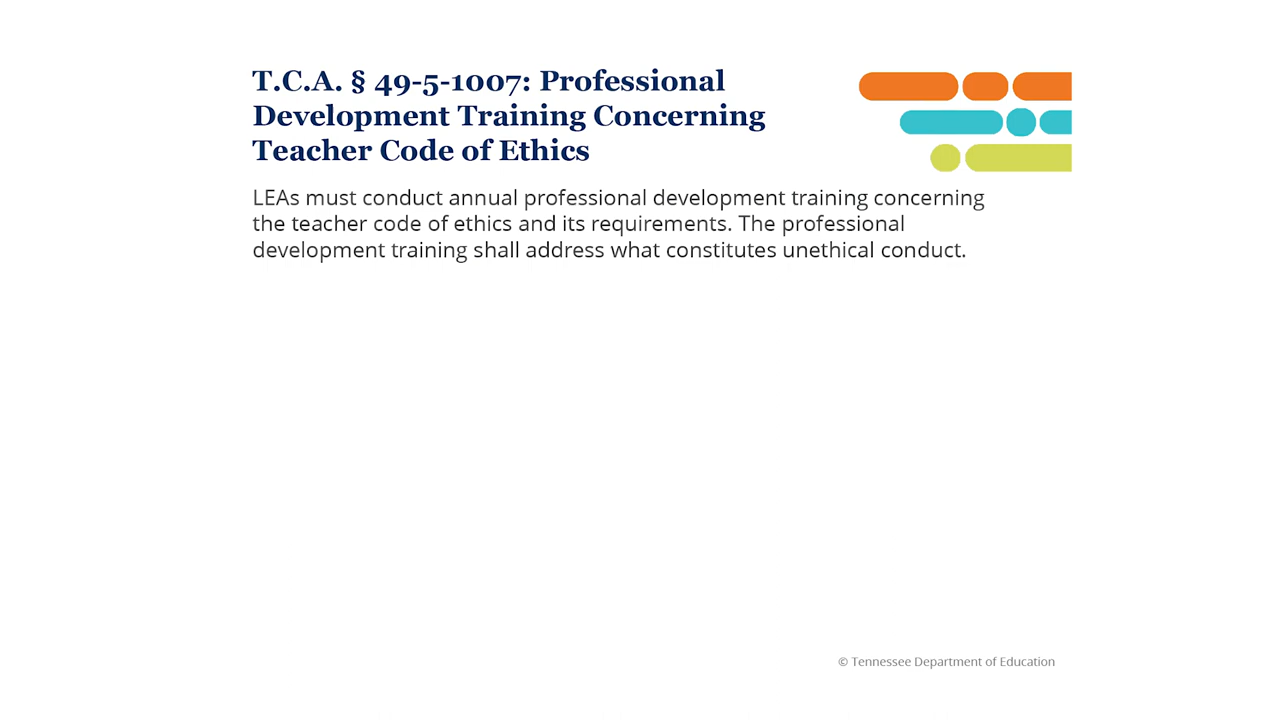 T.C.A. § 49-5-1007: Professional
Development Training Concerning
Teacher Code of Ethics
LEAs must conduct annual professional development training concerning
the teacher code of ethics and its requirements. The professional
development training shall address what constitutes unethical conduct.
© Tennessee Department of Education